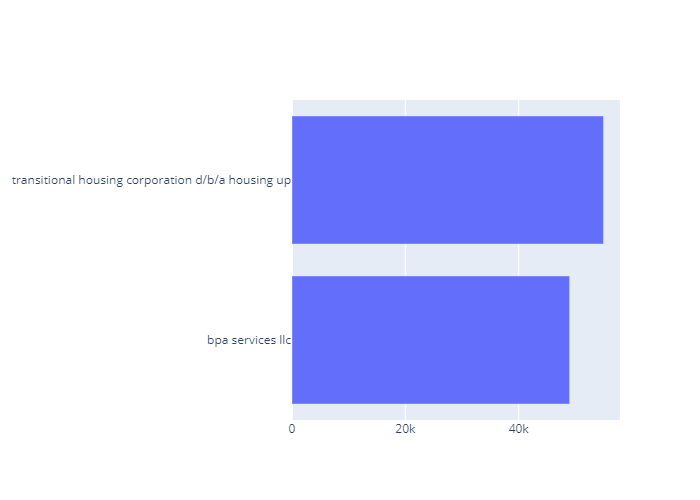 transitional housing corporation d/b/a housing up
bpa services llc
0
20k
40k